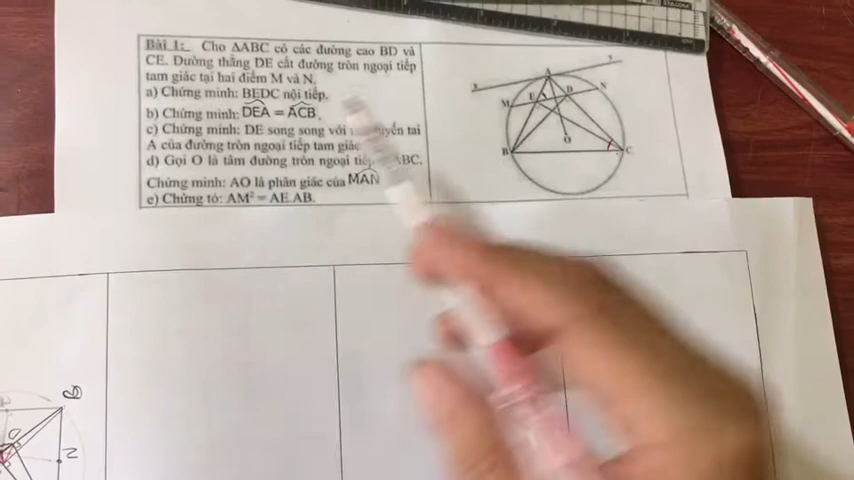 Bài 1: Cho ΔABC có các đường cao BD và
CE. Đường thẳng DE cắt đường tròn ngoại tiếp
tam giác tại hai điểm M và N.
a) Chứng minh: BEDC nội tiếp.
b) Chứng minh: DEA = ACB.
c) Chứng minh: DE song song với tuyến tại
A của đường tròn ngoại tiếp tam giác
d) Gọi O là tâm đường tròn ngoại tiếp ABC.
Chứng minh: AO là phân giác của MAN
e) Chứng tỏ: AM² = AE.AB.
y
A
x
N
M
E
D
O
B
C
B
O
N